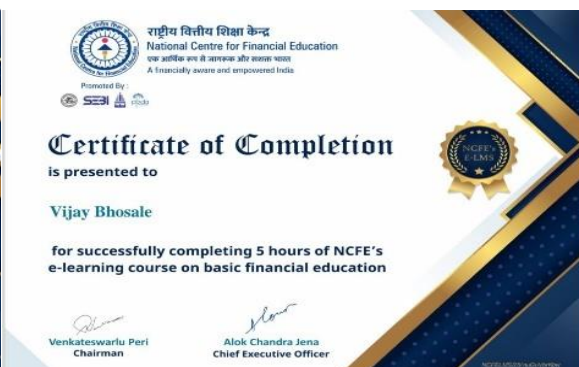 राष्ट्रीय वित्तीय शिक्षा केन्द्र
National Centre for Financial Education
एक आर्थिक रूप से जागरूक और सशक्त भारत
A financially aware and empowered India
Promoted By :
SEBI
Certificate of Completion
is presented to
Vijay Bhosale
for successfully completing 5 hours of NCFE's
e-learning course on basic financial education
NCFE's
E-LMS
Venkateswarlu Peri
Chairman
Alok Chandra Jena
Chief Executive Officer